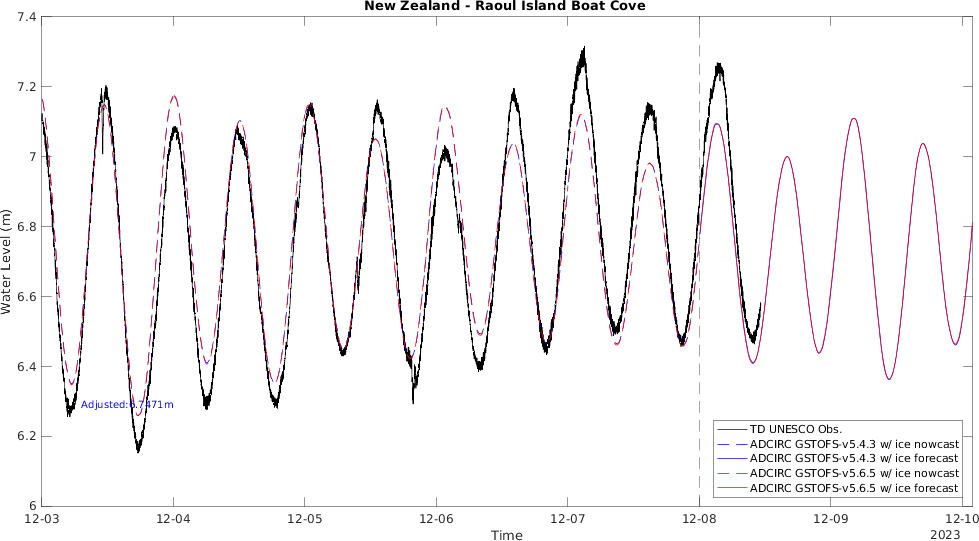 New Zealand - Raoul Island Boat Cove
7.4
7.2
7
6.8
6.6
6.4
6.2
6
Water Level (m)
Adjusted:6.7471m
TD UNESCO Obs.
ADCIRC GSTOFS-v5.4.3 w/ ice nowcast
ADCIRC GSTOFS-v5.4.3 w/ ice forecast
ADCIRC GSTOFS-v5.6.5 w/ ice nowcast
ADCIRC GSTOFS-v5.6.5 w/ ice forecast
12-03 12-04 12-05 12-06 12-07 12-08 12-09 12-10
Time
2023